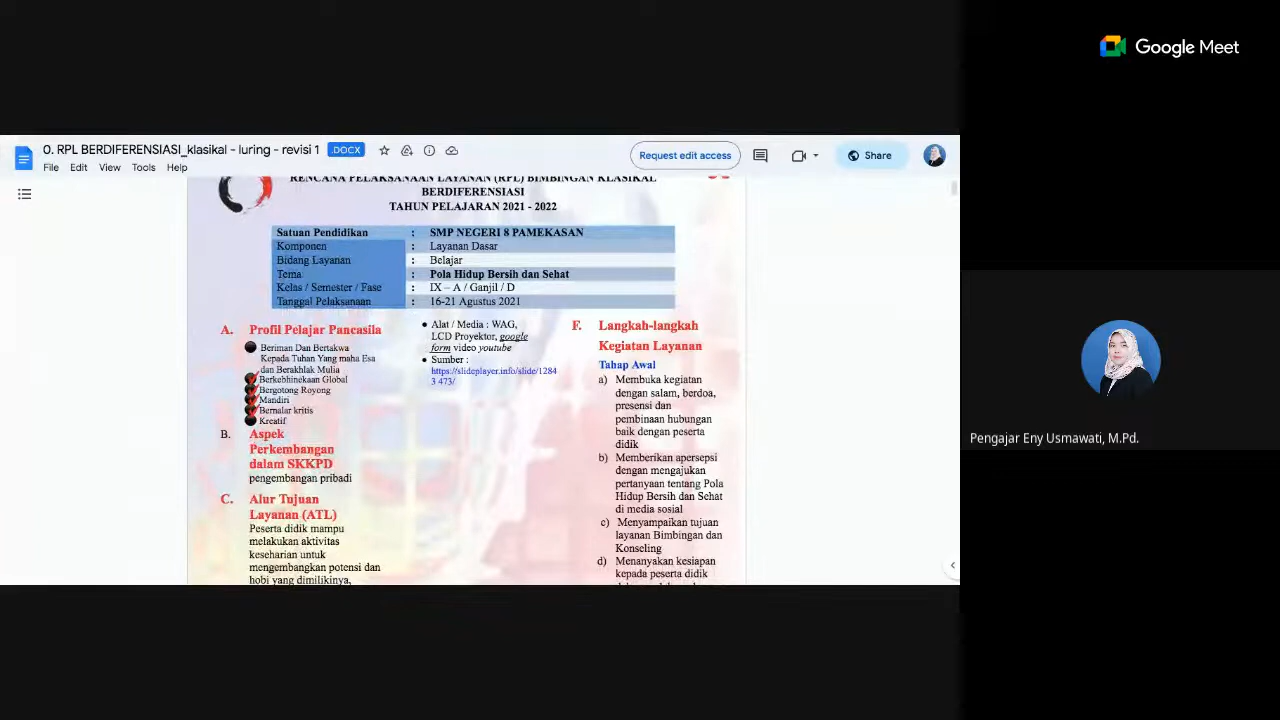 Google Meet
0. RPL BERDIFERENSIASI_klasikal - luring - revisi 1 .DOCX
File Edit View Tools Help
Request edit access
Share
RENCANA PELAKSANAAN LAYANAN (RPL) BIMBINGAN KLASIKAL
BERDIFERENSIASI
TAHUN PELAJARAN 2021 - 2022
Satuan Pendidikan : SMP NEGERI 8 PAMEKASAN
Komponen : Layanan Dasar
Bidang Layanan : Belajar
Tema : Pola Hidup Bersih dan Sehat
Kelas / Semester / Fase : IX – A / Ganjil / D
Tanggal Pelaksanaan : 16-21 Agustus 2021
A. Profil Pelajar Pancasila
Beriman Dan Bertakwa
Kepada Tuhan Yang maha Esa
dan Berakhlak Mulia
Berkebhinekaan Global
Bergotong Royong
Mandiri
Bernalar kritis
Kreatif
B. Aspek
Perkembangan
dalam SKKPD
pengembangan pribadi
C. Alur Tujuan
Layanan (ATL)
Peserta didik mampu
melakukan aktivitas
keseharian untuk
mengembangkan potensi dan
hobi yang dimilikinya,
• Alat / Media : WAG,
LCD Proyektor, google
form video youtube
• Sumber :
https://slideplayer.info/slide/1284
3 473/
F. Langkah-langkah
Kegiatan Layanan
Tahap Awal
a) Membuka kegiatan
dengan salam, berdoa,
presensi dan
pembinaan hubungan
baik dengan peserta
didik
b) Memberikan apersepsi
dengan mengajukan
pertanyaan tentang Pola
Hidup Bersih dan Sehat
di media sosial
c) Menyampaikan tujuan
layanan Bimbingan dan
Konseling
d) Menanyakan kesiapan
kepada peserta didik
Pengajar Eny Usmawati, M.Pd.